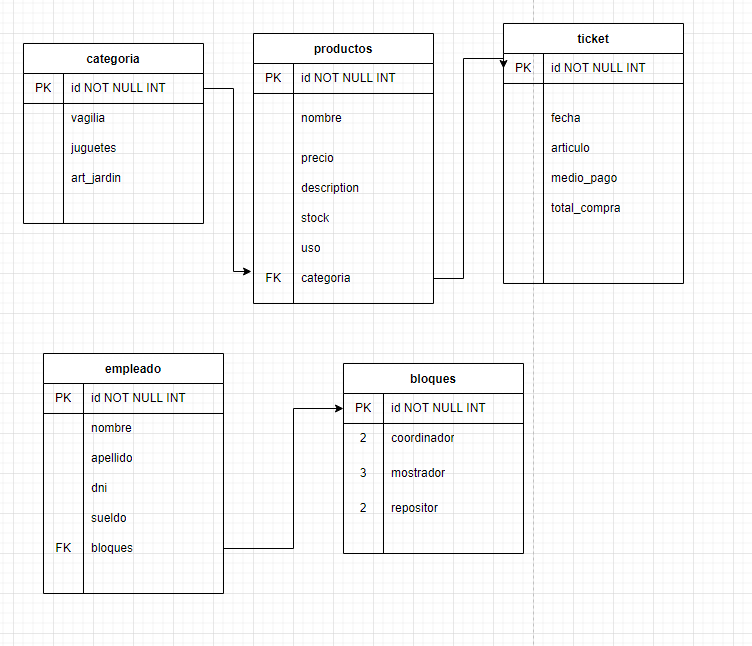 categoria
PK id NOT NULL INT
vagilia
juguetes
art_jardin
productos
PK id NOT NULL INT
nombre
precio
description
stock
uso
FK categoria
ticket
PK id NOT NULL INT
fecha
articulo
medio_pago
total_compra
empleado
PK id NOT NULL INT
nombre
apellido
dni
sueldo
FK bloques
bloques
PK id NOT NULL INT
2 coordinador
3 mostrador
2 repositor